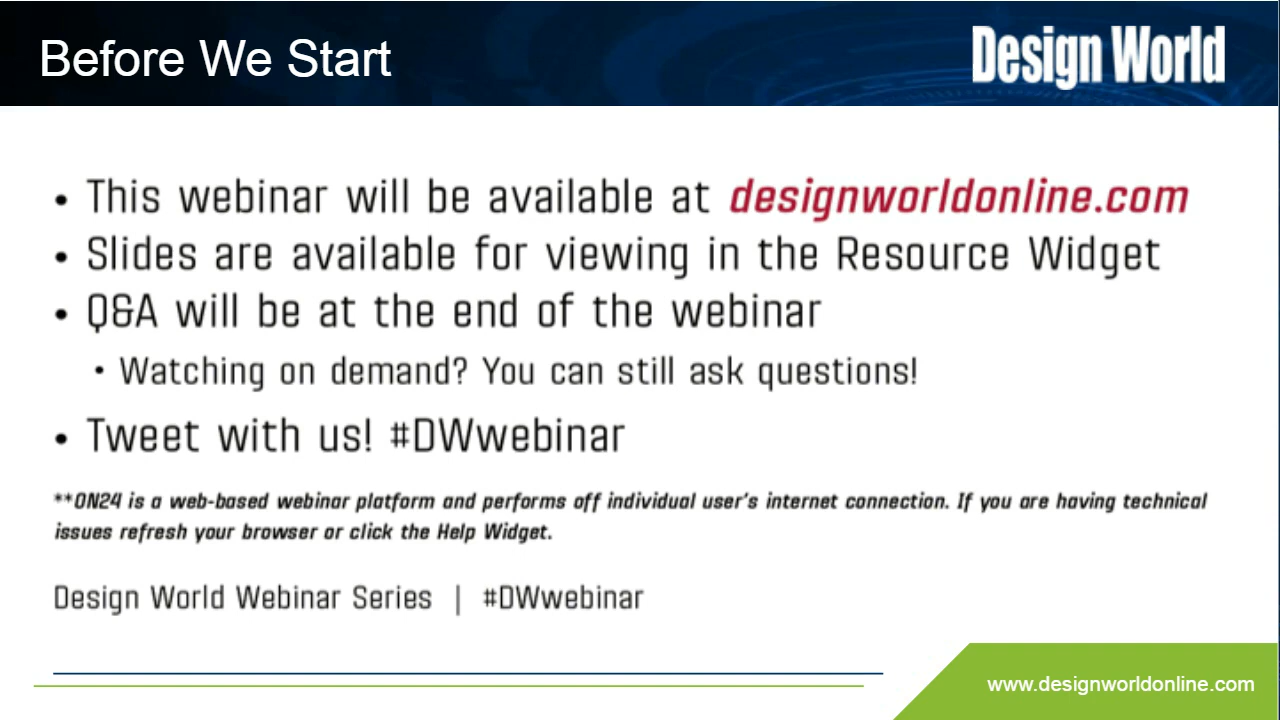 Before We Start
Design World
• This webinar will be available at designworldonline.com
• Slides are available for viewing in the Resource Widget
• Q&A will be at the end of the webinar
• Watching on demand? You can still ask questions!
• Tweet with us! #DWwebinar
**ON24 is a web-based webinar platform and performs off individual user's internet connection. If you are having technical
issues refresh your browser or click the Help Widget.
Design World Webinar Series | #DWwebinar
www.designworldonline.com